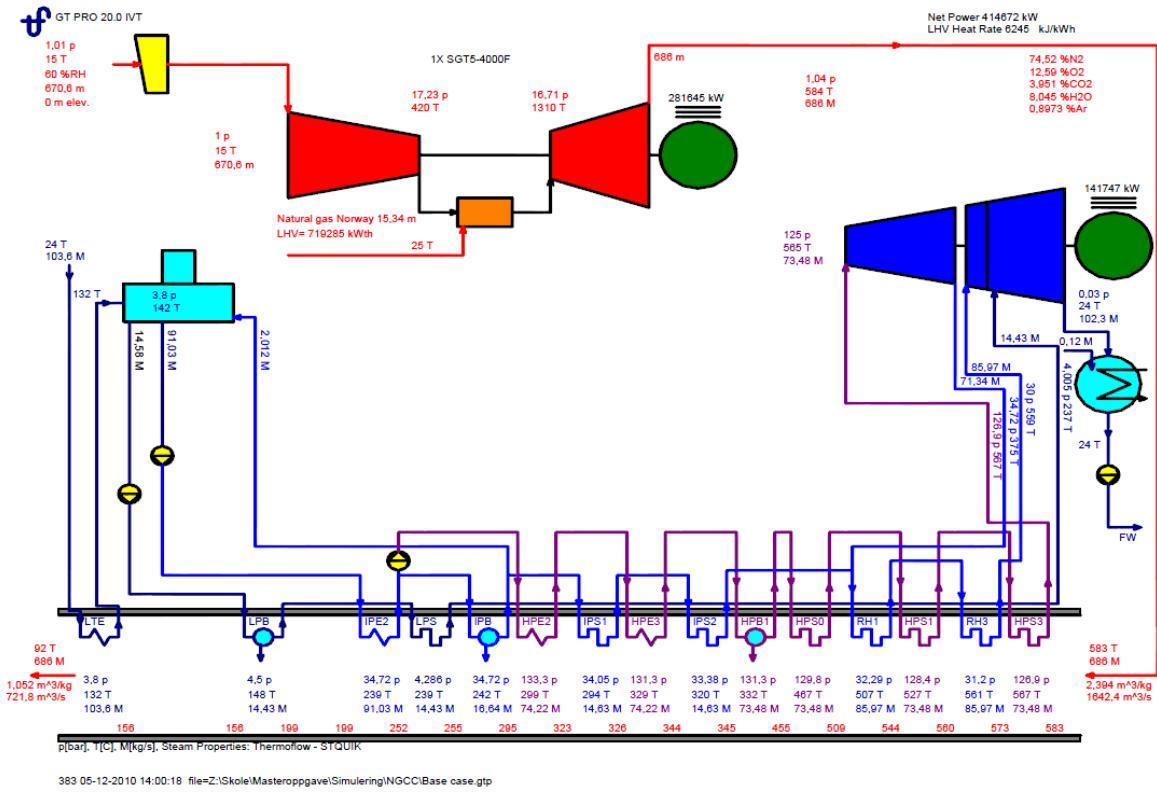 GT PRO 20.0 IVT
Net Power 414672 kW
LHV Heat Rate 6245 kJ/kWh
1,01 p
15 T
60 %RH
670,6 m
0 m elev.
1X SGT5-4000F
686 m
1,04 p
584 T
686 M
74,52 %N2
12,59 %O2
3,951 %CO2
8,045 %H2O
0,8973 %Ar
17,23 p
420 T
16,71 p
1310 T
281645 kW
1 p
15 T
670,6 m
141747 kW
Natural gas Norway 15,34 m
LHV= 719285 kWth
25 T
125 p
565 T
73,48 M
24 T
103,6 M
132 T
3,8 p
142 T
14,58 M
91,03 M
2,012 M
0,03 p
24 T
102,3 M
14,43 M
0,12 M
85,97 M
71,34 M
4,005 p 237 T
30 p 559 T
34,72 p 375 T
126,9 p 567 T
24 T
FW
LTE
LPB
IPE2
LPS
IPB
HPE2
IPS1
HPE3
IPS2
HPB1
HPS0
RH1
HPS1
RH3
HPS3
92 T
686 M
1,052 m^3/kg
721,8 m^3/s
3,8 p
132 T
103,6 M
4,5 p
148 T
14,43 M
34,72 p
239 T
91,03 M
4,286 p
239 T
14,43 M
34,72 p
242 T
16,64 M
133,3 p
299 T
74,22 M
34,05 p
294 T
14,63 M
131,3 p
329 T
74,22 M
33,38 p
320 T
14,63 M
131,3 p
332 T
73,48 M
129,8 p
467 T
73,48 M
32,29 p
507 T
85,97 M
128,4 p
527 T
73,48 M
31,2 p
561 T
85,97 M
126,9 p
567 T
73,48 M
583 T
686 M
2,394 m^3/kg
1642,4 m^3/s
156 156 199 199 252 255 295 323 326 344 345 455 509 544 560 573 583
p[bar], T[C], M[kg/s], Steam Properties: Thermoflow - STQUIK
383 05-12-2010 14:00:18 file=Z:\Skole\Masteroppgave\Simulering\NGCC\Base case.gtp